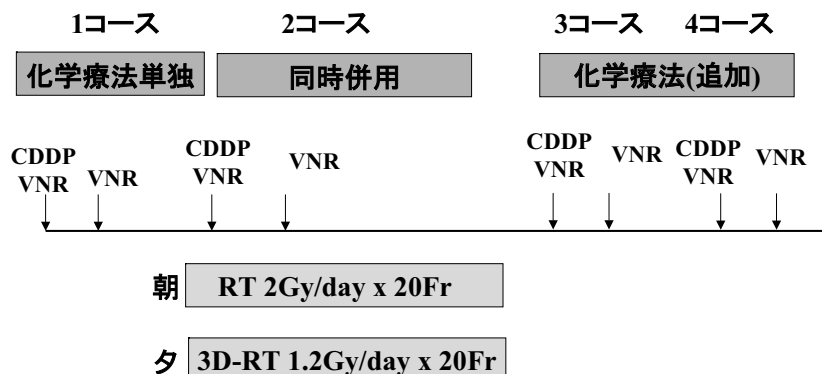 1コース 2コース 3コース 4コース
化学療法単独 同時併用 化学療法(追加)
CDDP VNR VNR CDDP VNR VNR CDDP VNR VNR CDDP VNR VNR
朝 RT 2Gy/day x 20Fr
夕 3D-RT 1.2Gy/day x 20Fr